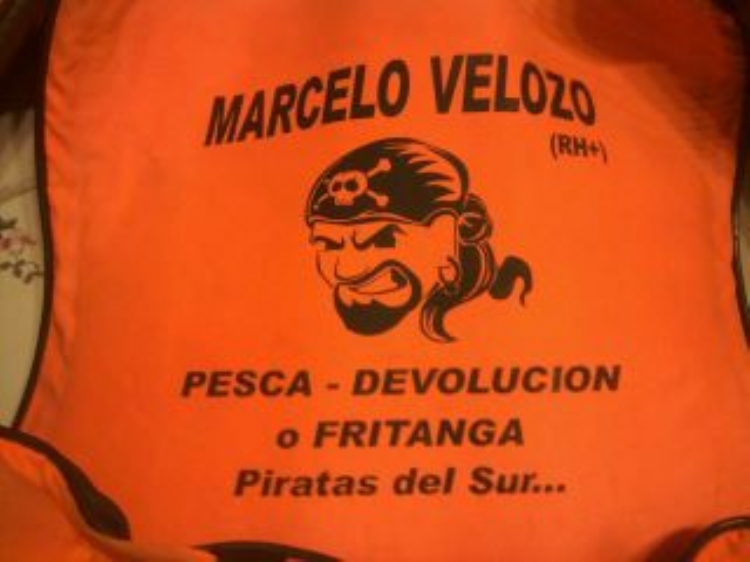 MARCELO VELOZO
(RH+)
PESCA - DEVOLUCION
o FRITANGA
Piratas del Sur...